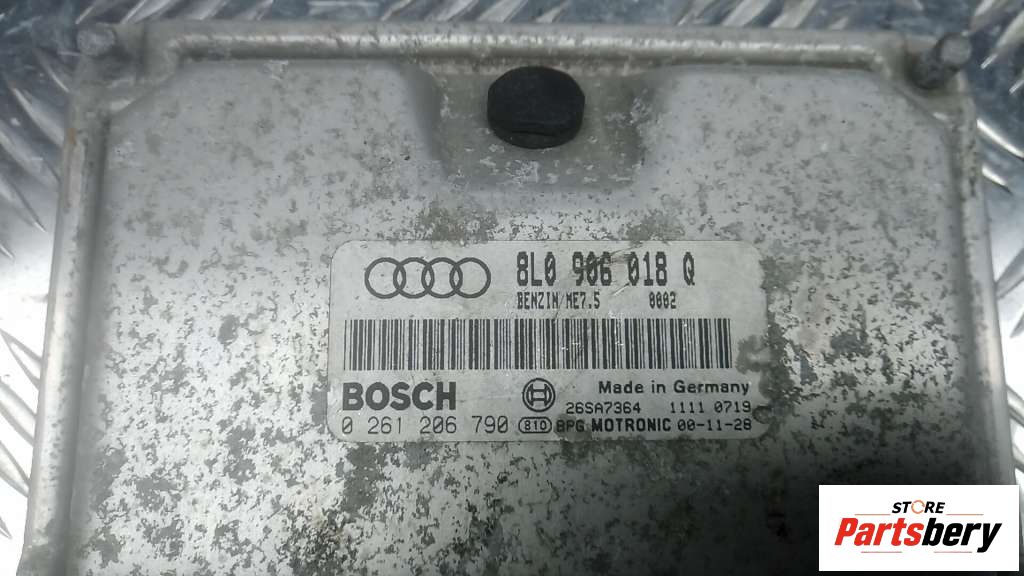 8L0 906 018 Q
BENZIN/ME7.5 0002
BOSCH Made in Germany
26SA7364 1111 0719
0 261 206 790 810 BPG MOTRONIC 00-11-28
STORE
Partsbery